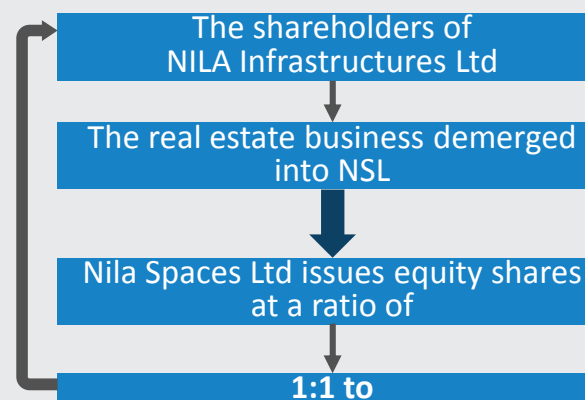 The shareholders of
NILA Infrastructures Ltd
The real estate business demerged
into NSL
Nila Spaces Ltd issues equity shares
at a ratio of
1:1 to